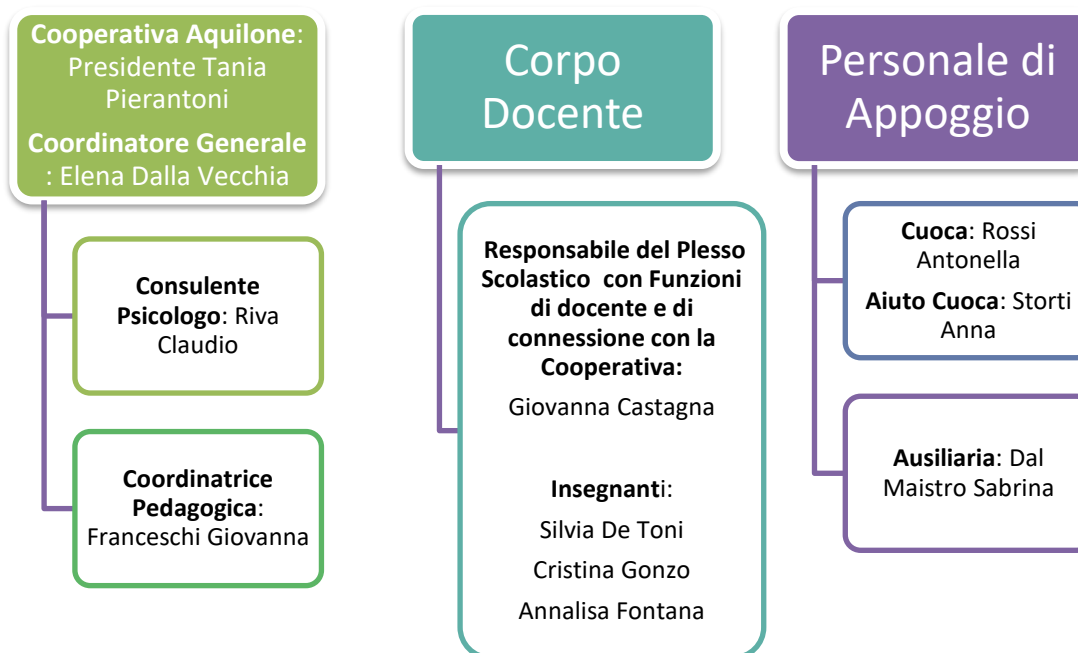 Cooperativa Aquilone:
Presidente Tania
Pierantoni
Coordinatore Generale
: Elena Dalla Vecchia
Consulente
Psicologo: Riva
Claudio
Coordinatrice
Pedagogica:
Franceschi Giovanna
Corpo
Docente
Responsabile del Plesso
Scolastico con Funzioni
di docente e di
connessione con la
Cooperativa:
Giovanna Castagna
Insegnanti:
Silvia De Toni
Cristina Gonzo
Annalisa Fontana
Personale di
Appoggio
Cuoca: Rossi
Antonella
Aiuto Cuoca: Storti
Anna
Ausiliaria: Dal
Maistro Sabrina